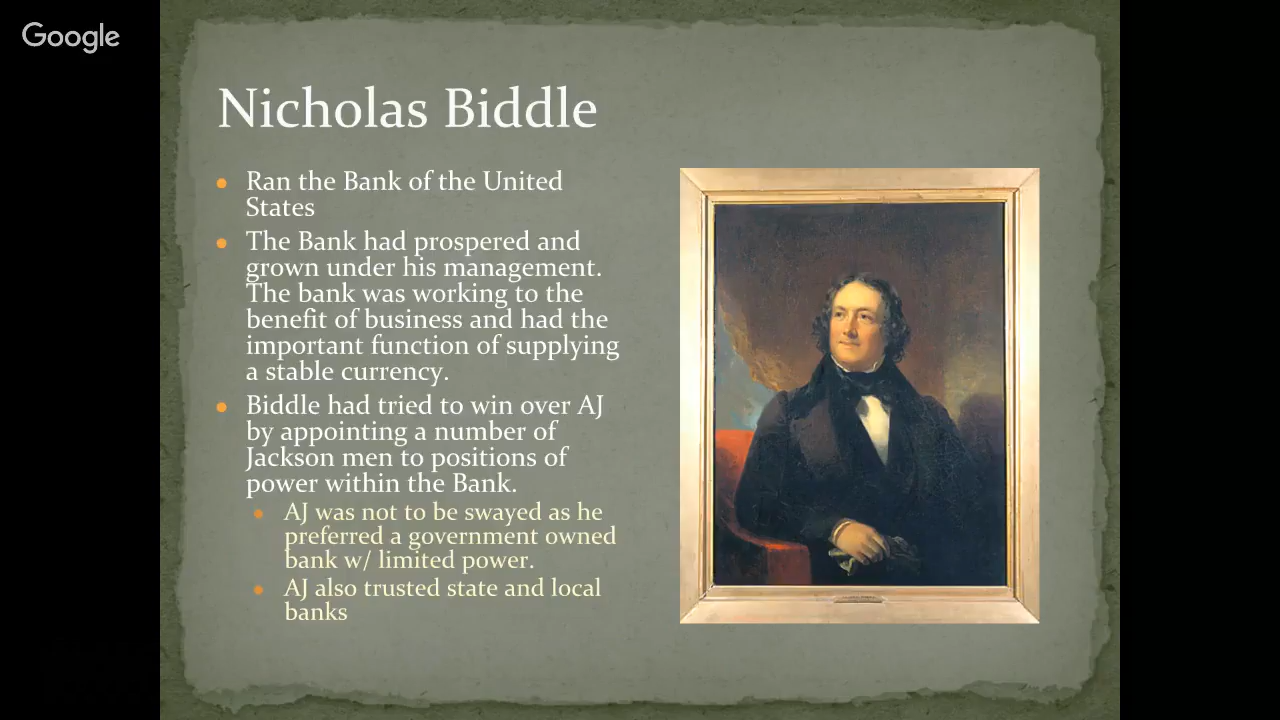 Google
Nicholas Biddle
Ran the Bank of the United
States
The Bank had prospered and
grown under his management.
The bank was working to the
benefit of business and had the
important function of supplying
a stable currency.
Biddle had tried to win over AJ
by appointing a number of
Jackson men to positions of
power within the Bank.
AJ was not to be swayed as he
preferred a government owned
bank w/ limited power.
AJ also trusted state and local
banks